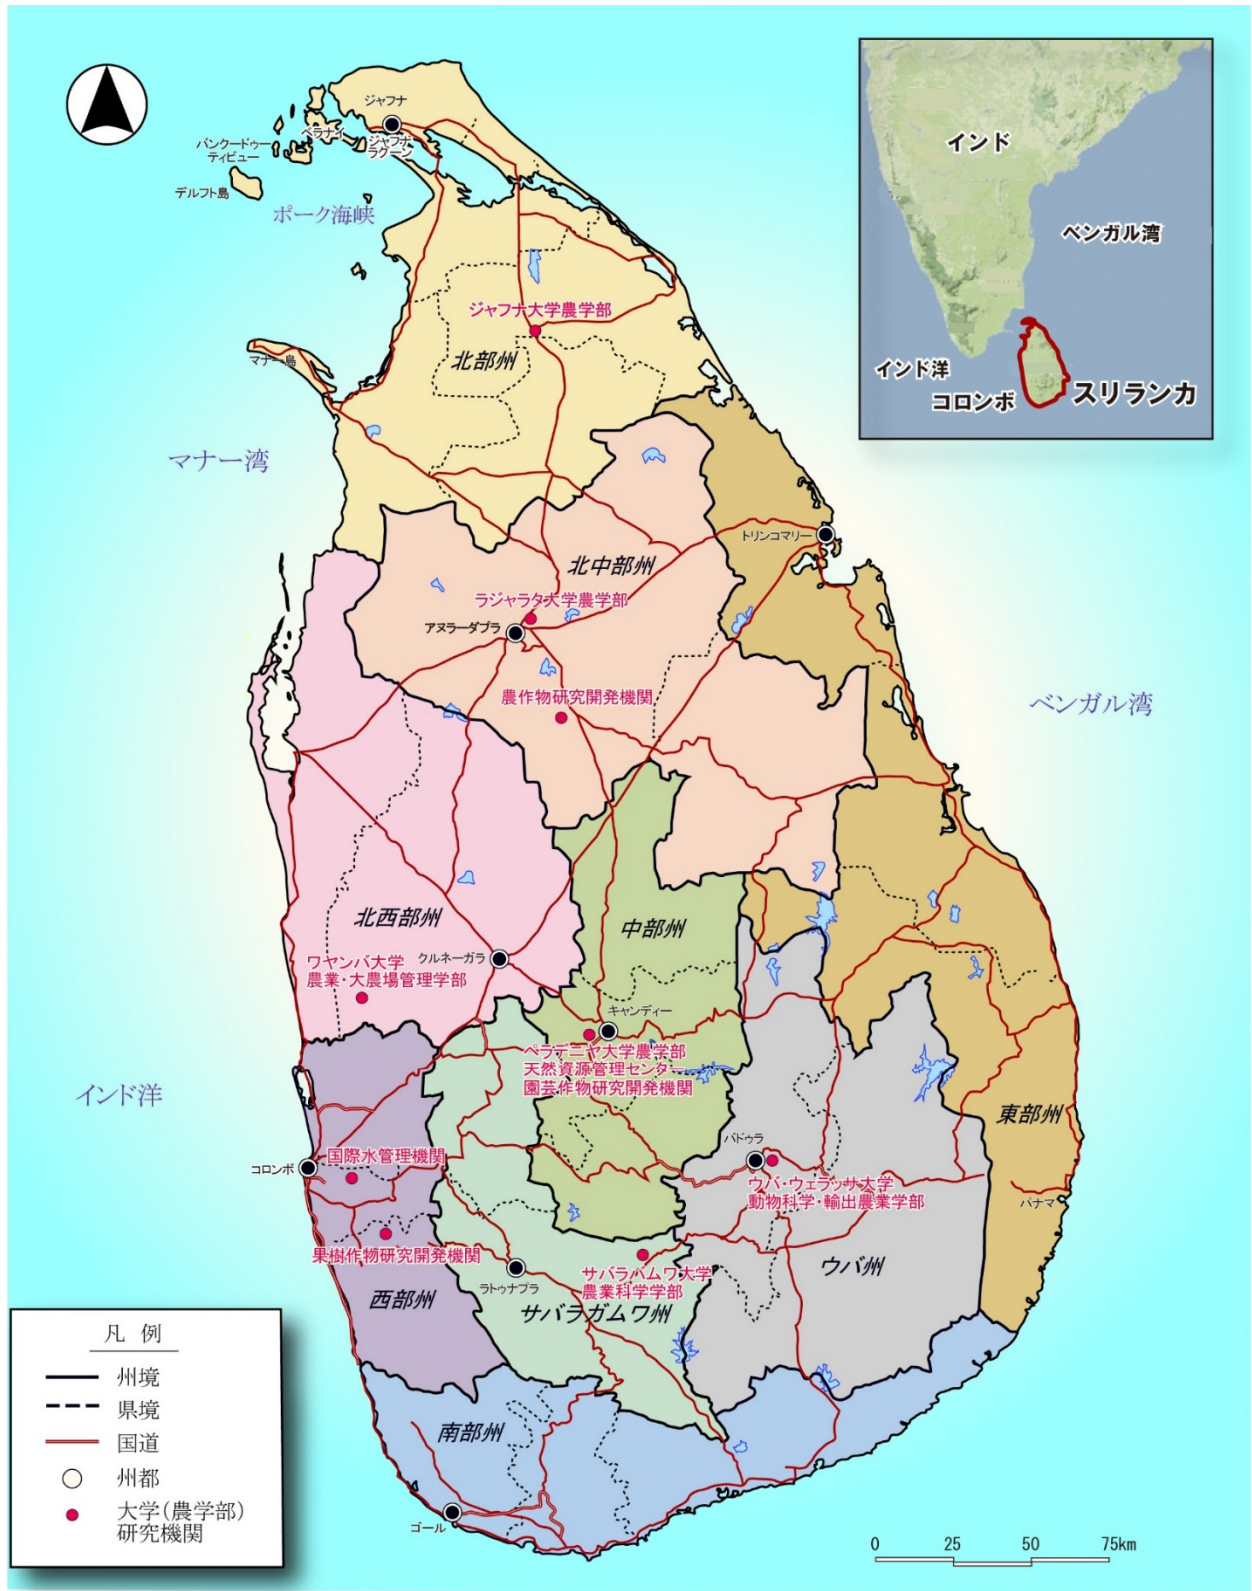 ジャフナ
ベラナイ
ジャフナ
ラグーン
バンクードゥー
ティビュー
デルフト島
ポーク海峡
インド
ベンガル湾
インド洋
コロンボ
スリランカ
ジャフナ大学農学部
北部州
マナー島
マナー湾
トリンコマリー
北中部州
ラジャラタ大学農学部
アヌラーダプラ
農作物研究開発機関
ベンガル湾
北西部州
中部州
クルネーガラ
ワヤンバ大学
農業・大農場管理学部
キャンディー
ペラデニヤ大学農学部
天然資源管理センター
園芸作物研究開発機関
インド洋
東部州
国際水管理機関
コロンボ
バドゥラ
ウバ・ウェラッサ大学
動物科学・輸出農業学部
パナマ
果樹作物研究開発機関
サバラバムワ大学
農業科学学部
ウバ州
ラトゥナプラ
西部州
サバラガムワ州
南部州
ゴール
凡 例
州境
県境
国道
州都
大学(農学部)
研究機関
0 25 50 75km